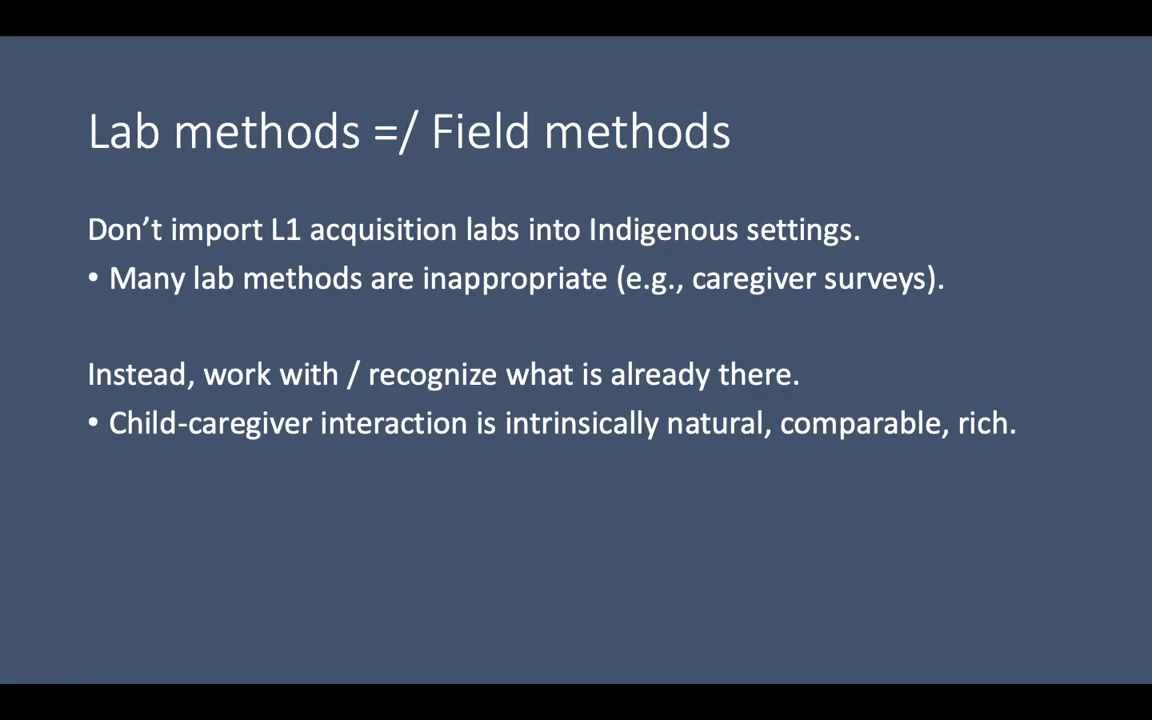 Lab methods =/ Field methods
Don’t import L1 acquisition labs into Indigenous settings.
• Many lab methods are inappropriate (e.g., caregiver surveys).
Instead, work with / recognize what is already there.
• Child-caregiver interaction is intrinsically natural, comparable, rich.